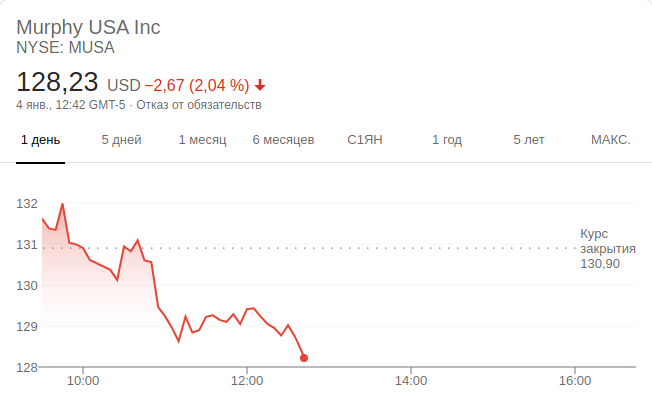 Murphy USA Inc
NYSE: MUSA
128,23 USD −2,67 (2,04 %)
4 янв., 12:42 GMT-5 · Отказ от обязательств
1 день 5 дней 1 месяц 6 месяцев С1ЯН 1 год 5 лет МАКС.
132
131
130
129
128
Курс
закрытия
130,90
10:00 12:00 14:00 16:00